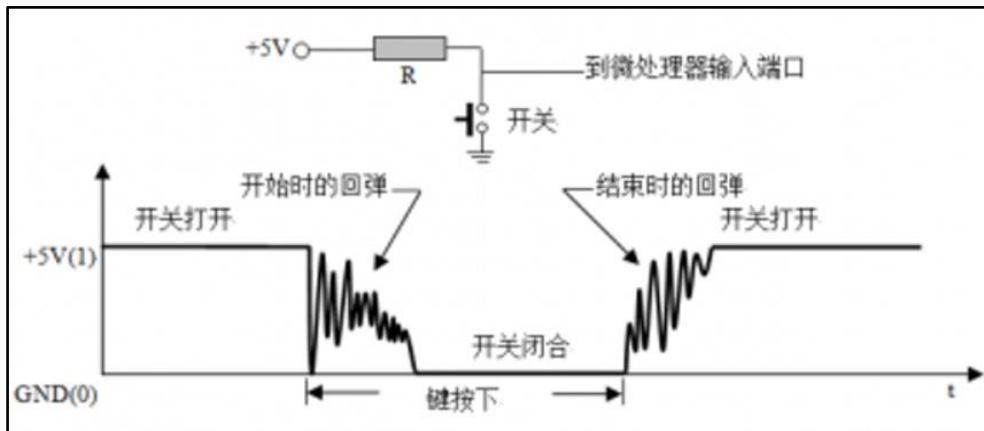 +5V
R
到微处理器输入端口
开关
开始时的回弹
结束时的回弹
开关打开
开关打开
+5V(1)
开关闭合
GND(0)
键按下
t